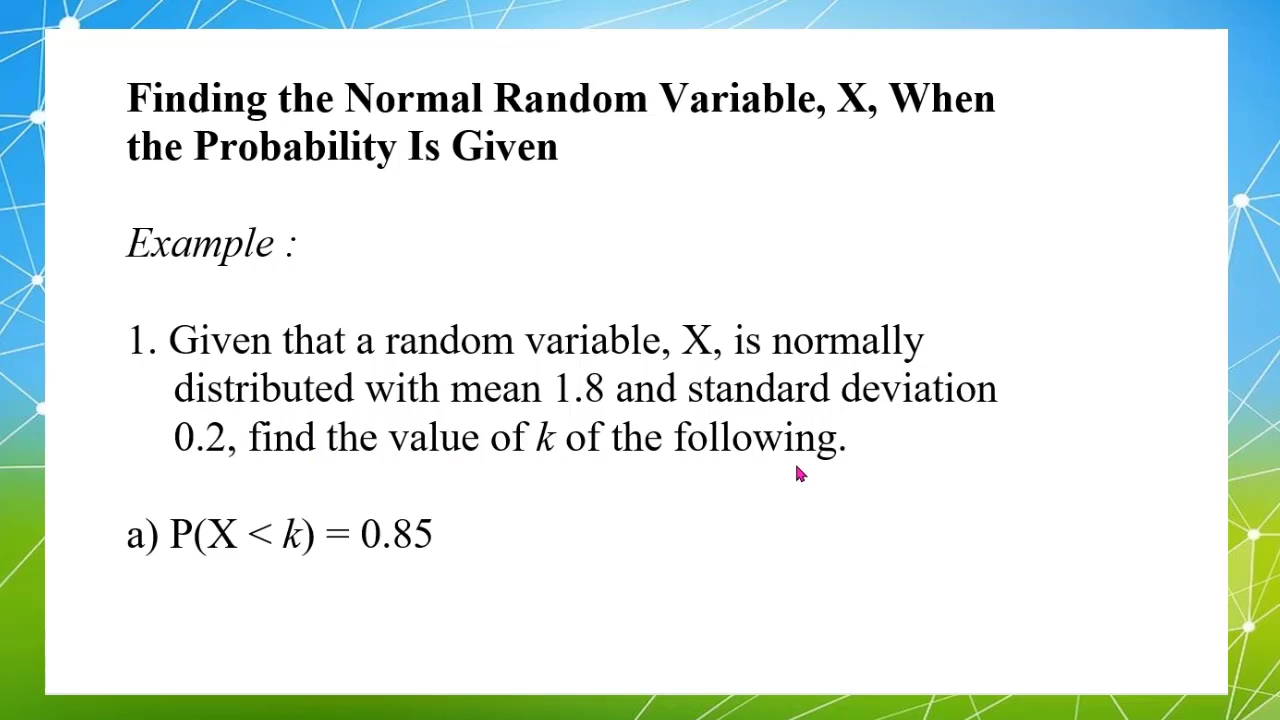 Finding the Normal Random Variable, X, When
the Probability Is Given
Example :
1. Given that a random variable, X, is normally
distributed with mean 1.8 and standard deviation
0.2, find the value of k of the following.
a) P(X < k) = 0.85